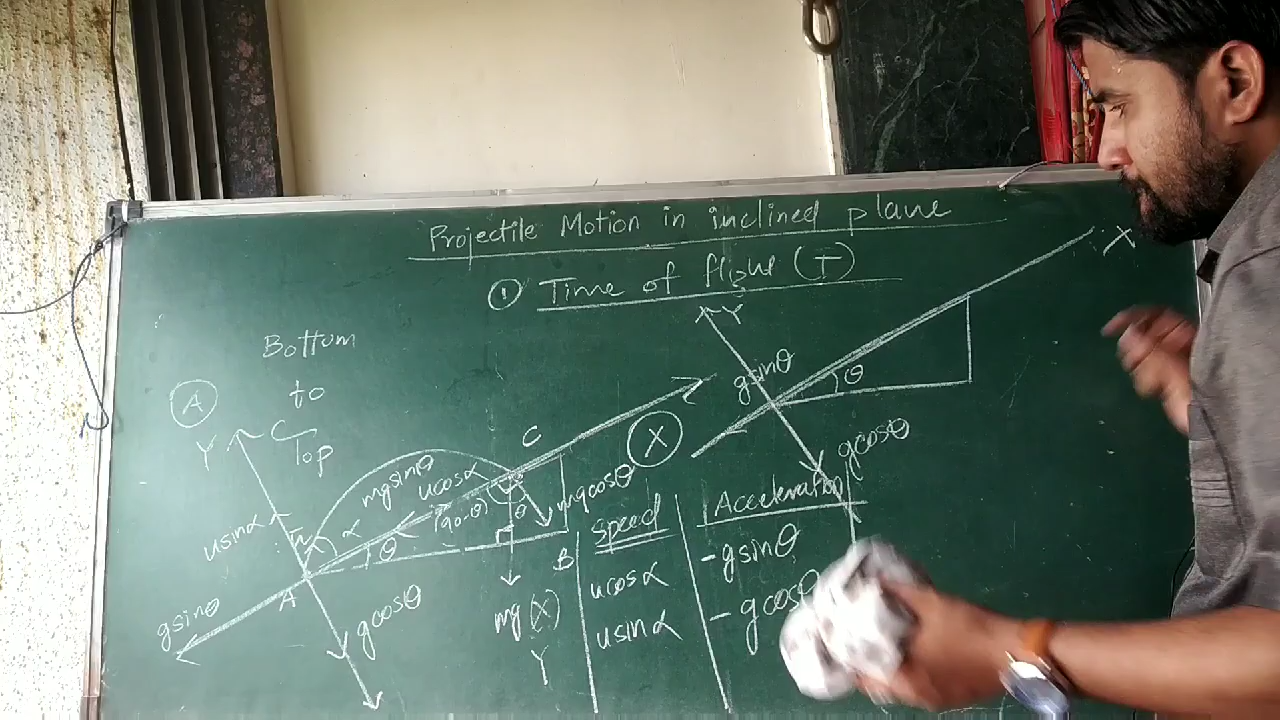 Projectile Motion in inclined plane
① Time of flight (T)
Bottom
to
Top
A
Y
C
X
mgsinθ
ucosα
mgcosθ
(90-θ)
θ
usinα
u
α
θ
A
B
gsinθ
gcosθ
mg
Y
X
gsinθ
θ
gcosθ
speed Acceleration
(X) ucosα -gsinθ
Y usinα -gcosθ